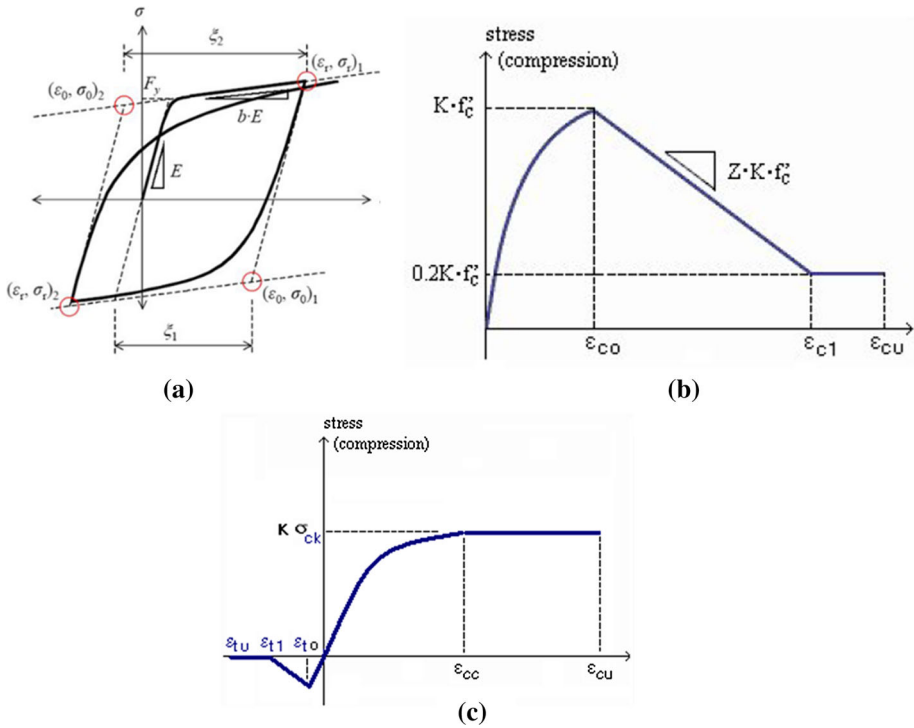 σ
ξ₂
(εᵣ, σᵣ)₁
(ε₀, σ₀)₂
F_y
b·E
E
(εᵣ, σᵣ)₂
(ε₀, σ₀)₁
ξ₁
(a)
stress
(compression)
K·f'c
Z·K·f'c
0.2K·f'c
εco
εc1
εcu
(b)
stress
(compression)
K σck
εtu εt1 εto
εcc
εcu
(c)